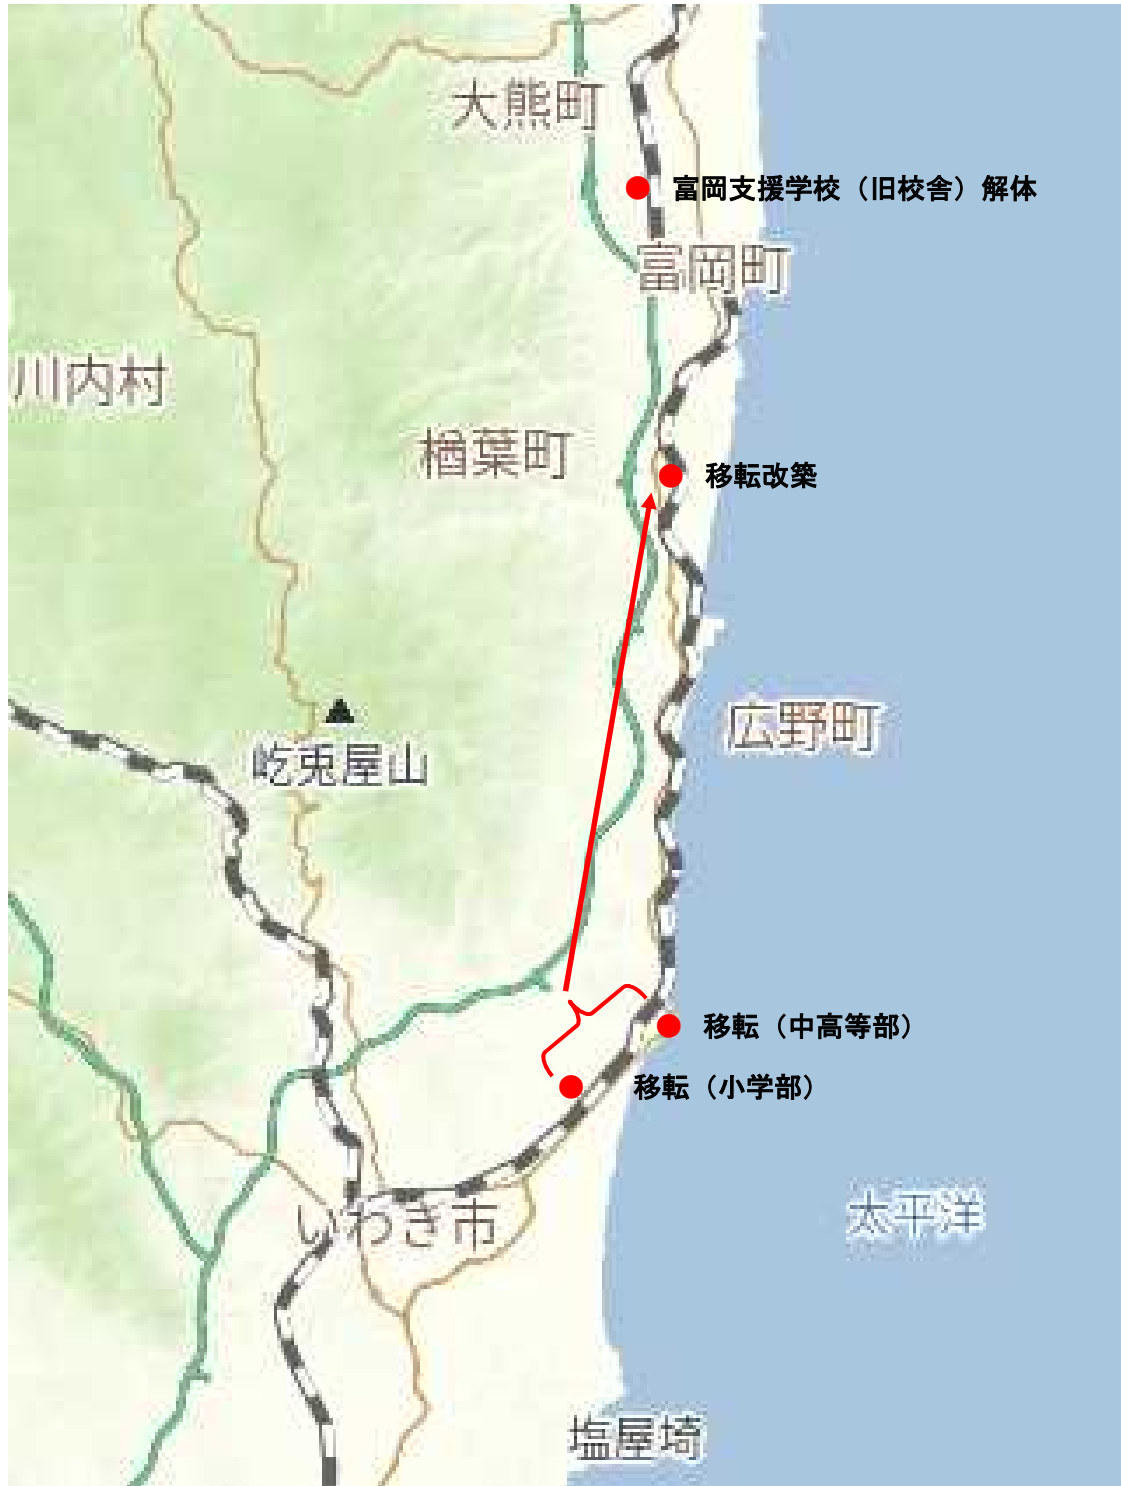 大熊町
富岡支援学校（旧校舎）解体
富岡町
川内村
楢葉町
移転改築
広野町
屹兎屋山
移転（中高等部）
移転（小学部）
いわき市
太平洋
塩屋埼